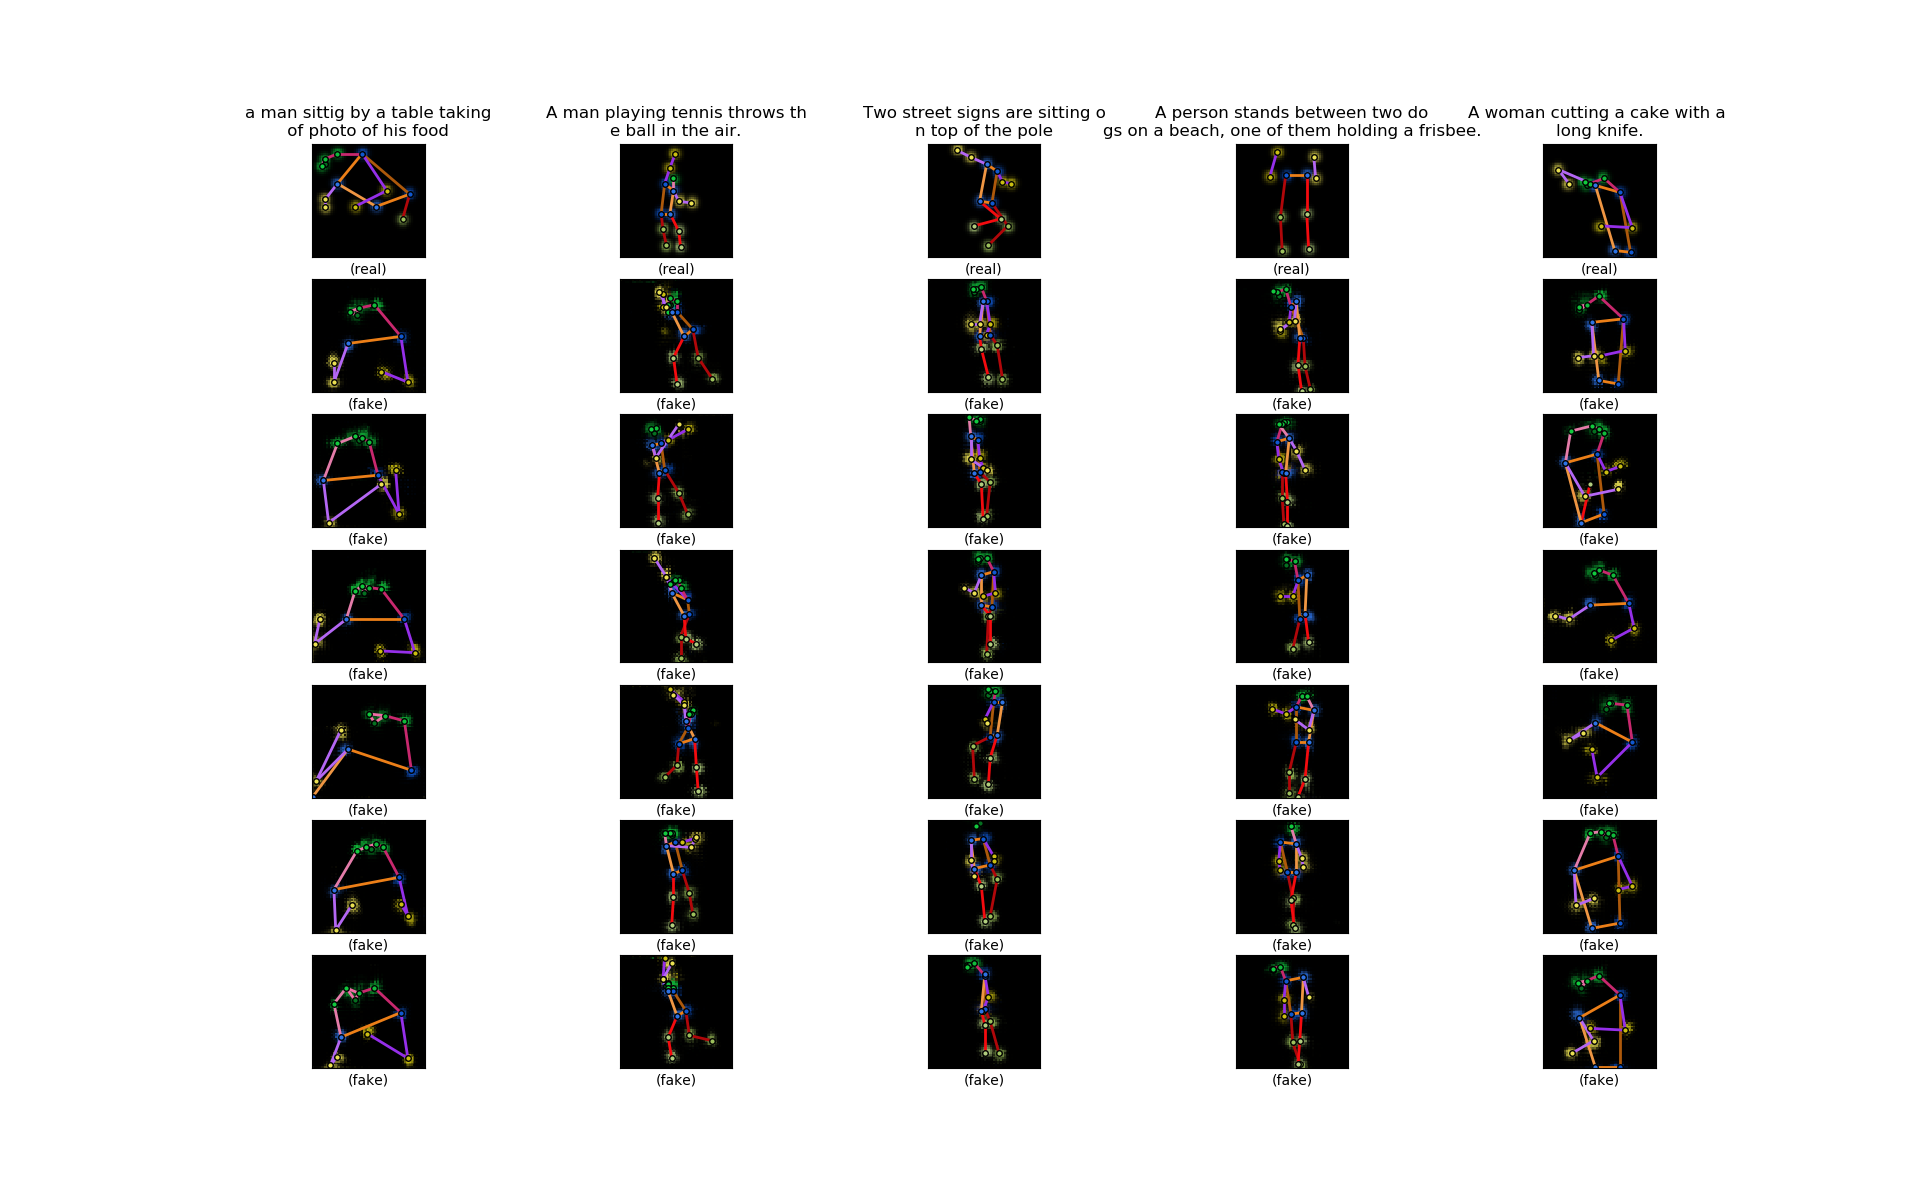 a man sittig by a table taking
of photo of his food
A man playing tennis throws th
e ball in the air.
Two street signs are sitting o
n top of the pole
A person stands between two do
gs on a beach, one of them holding a frisbee.
A woman cutting a cake with a
long knife.
(real) (real) (real) (real) (real)
(fake) (fake) (fake) (fake) (fake)
(fake) (fake) (fake) (fake) (fake)
(fake) (fake) (fake) (fake) (fake)
(fake) (fake) (fake) (fake) (fake)
(fake) (fake) (fake) (fake) (fake)
(fake) (fake) (fake) (fake) (fake)